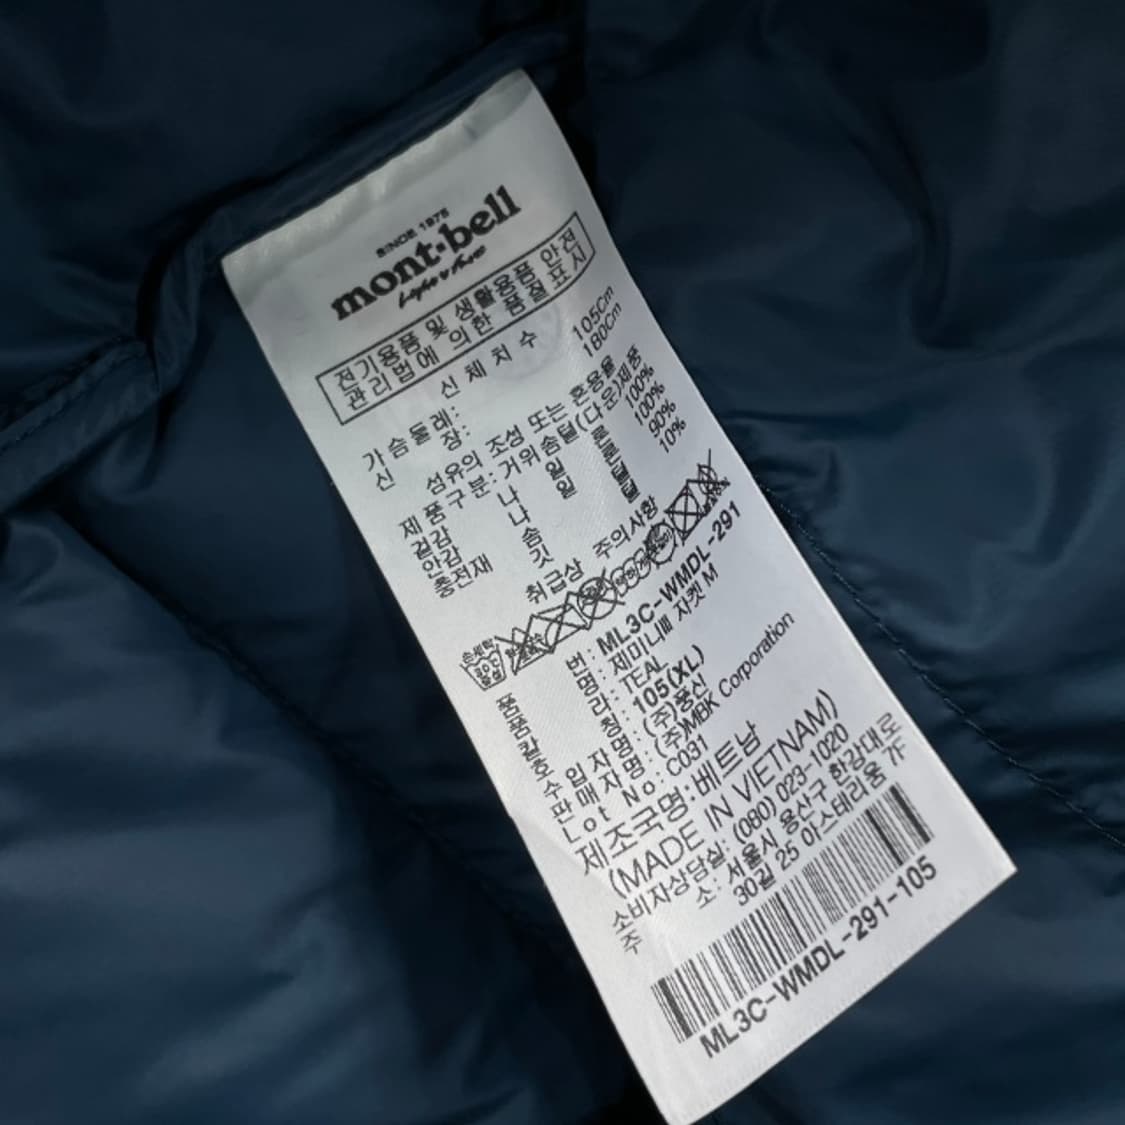 SINCE 1975
mont-bell
전기용품 및 생활용품 안전
관리법에 의한 품질표시
신체치수
가슴둘레: 105Cm
신 장: 180Cm
섬유의 조성 또는 혼용율
제품구분: 거위솜털(다운)제품
겉감 나일론 100%
안감 나일론 100%
충전재 솜털 90%
깃털 10%
취급상 주의사항
품 번: ML3C-WMDL-291
품 명: 제미니Ⅲ 자켓 M
칼 라: TEAL
호 칭: 105(XL)
수 입 자 명: (주)풍신
판 매 자 명: (주)MBK Corporation
Lot No: C031
제조국명: 베트남
(MADE IN VIETNAM)
소비자상담실: (080) 023-1020
주 소: 서울시 용산구 한강대로
30길 25 아스테리움 7F
ML3C-WMDL-291-105